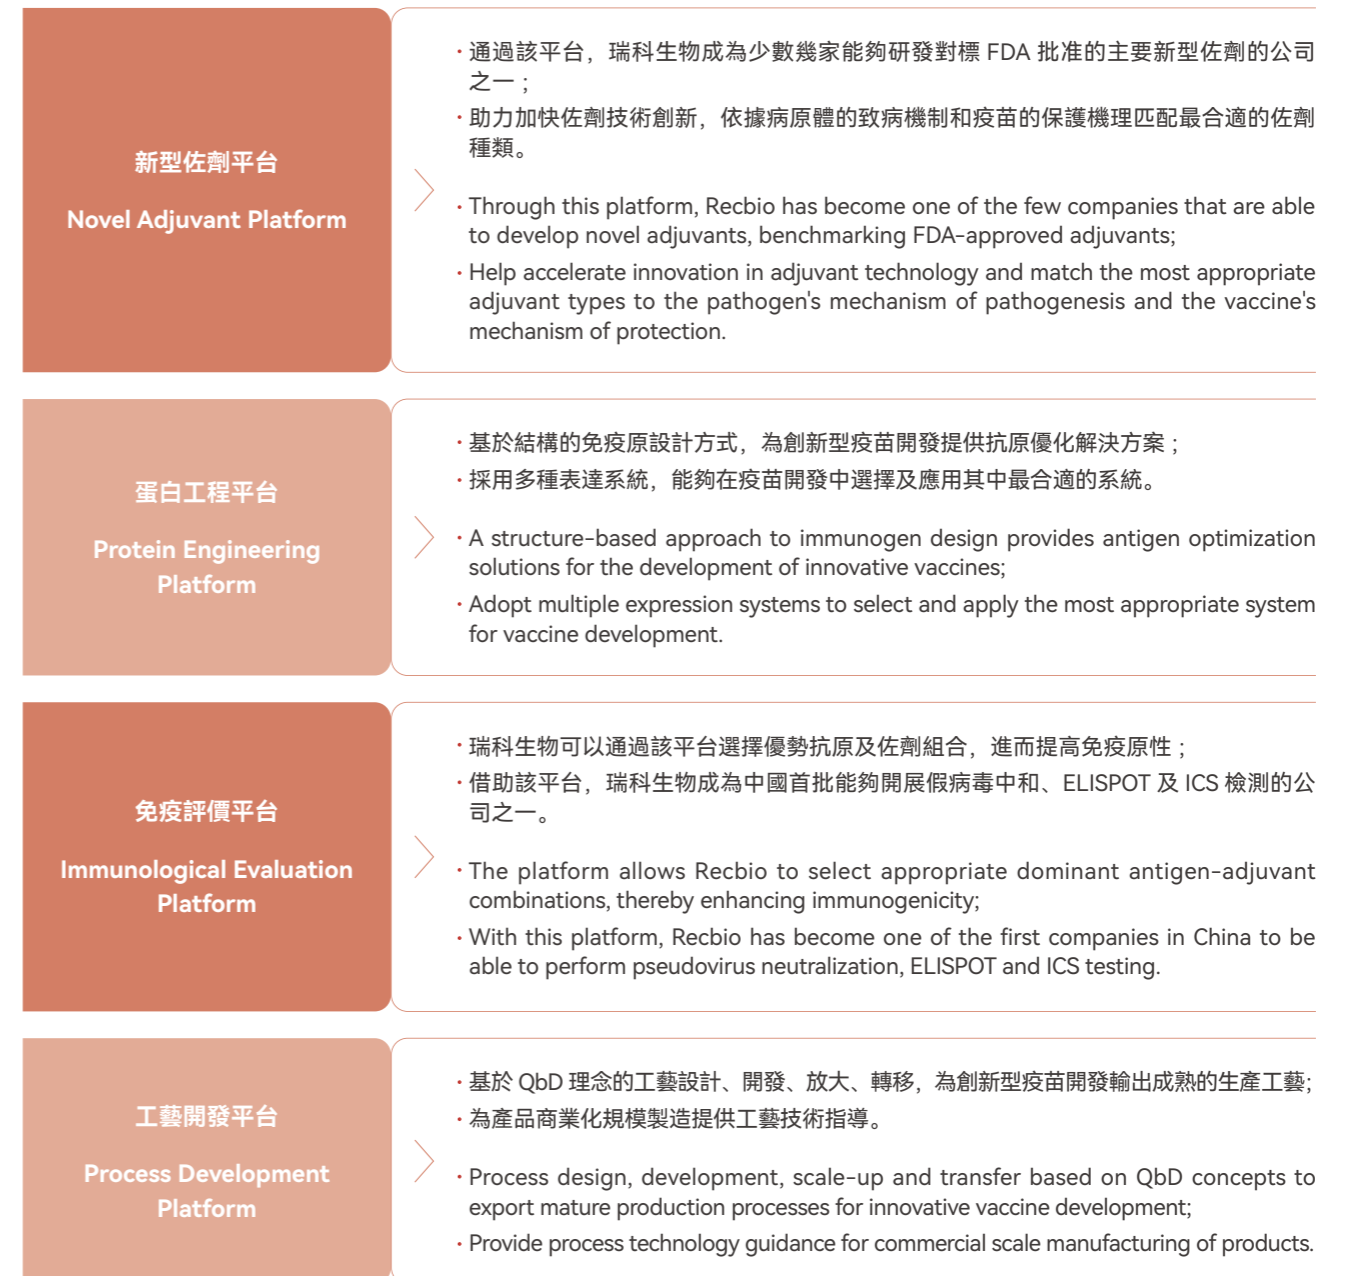 新型佐劑平台
Novel Adjuvant Platform
· 通過該平台，瑞科生物成為少數幾家能夠研發對標 FDA 批准的主要新型佐劑的公司
之一；
· 助力加快佐劑技術創新，依據病原體的致病機制和疫苗的保護機理匹配最合適的佐劑
種類。
· Through this platform, Recbio has become one of the few companies that are able
to develop novel adjuvants, benchmarking FDA-approved adjuvants;
· Help accelerate innovation in adjuvant technology and match the most appropriate
adjuvant types to the pathogen's mechanism of pathogenesis and the vaccine's
mechanism of protection.
蛋白工程平台
Protein Engineering
Platform
· 基於結構的免疫原設計方式，為創新型疫苗開發提供抗原優化解決方案；
· 採用多種表達系統，能夠在疫苗開發中選擇及應用其中最合適的系統。
· A structure-based approach to immunogen design provides antigen optimization
solutions for the development of innovative vaccines;
· Adopt multiple expression systems to select and apply the most appropriate system
for vaccine development.
免疫評價平台
Immunological Evaluation
Platform
· 瑞科生物可以通過該平台選擇優勢抗原及佐劑組合，進而提高免疫原性；
· 借助該平台，瑞科生物成為中國首批能夠開展假病毒中和、ELISPOT 及 ICS 檢測的公
司之一。
· The platform allows Recbio to select appropriate dominant antigen-adjuvant
combinations, thereby enhancing immunogenicity;
· With this platform, Recbio has become one of the first companies in China to be
able to perform pseudovirus neutralization, ELISPOT and ICS testing.
工藝開發平台
Process Development
Platform
· 基於 QbD 理念的工藝設計、開發、放大、轉移，為創新型疫苗開發輸出成熟的生產工藝；
· 為產品商業化規模製造提供工藝技術指導。
· Process design, development, scale-up and transfer based on QbD concepts to
export mature production processes for innovative vaccine development;
· Provide process technology guidance for commercial scale manufacturing of products.